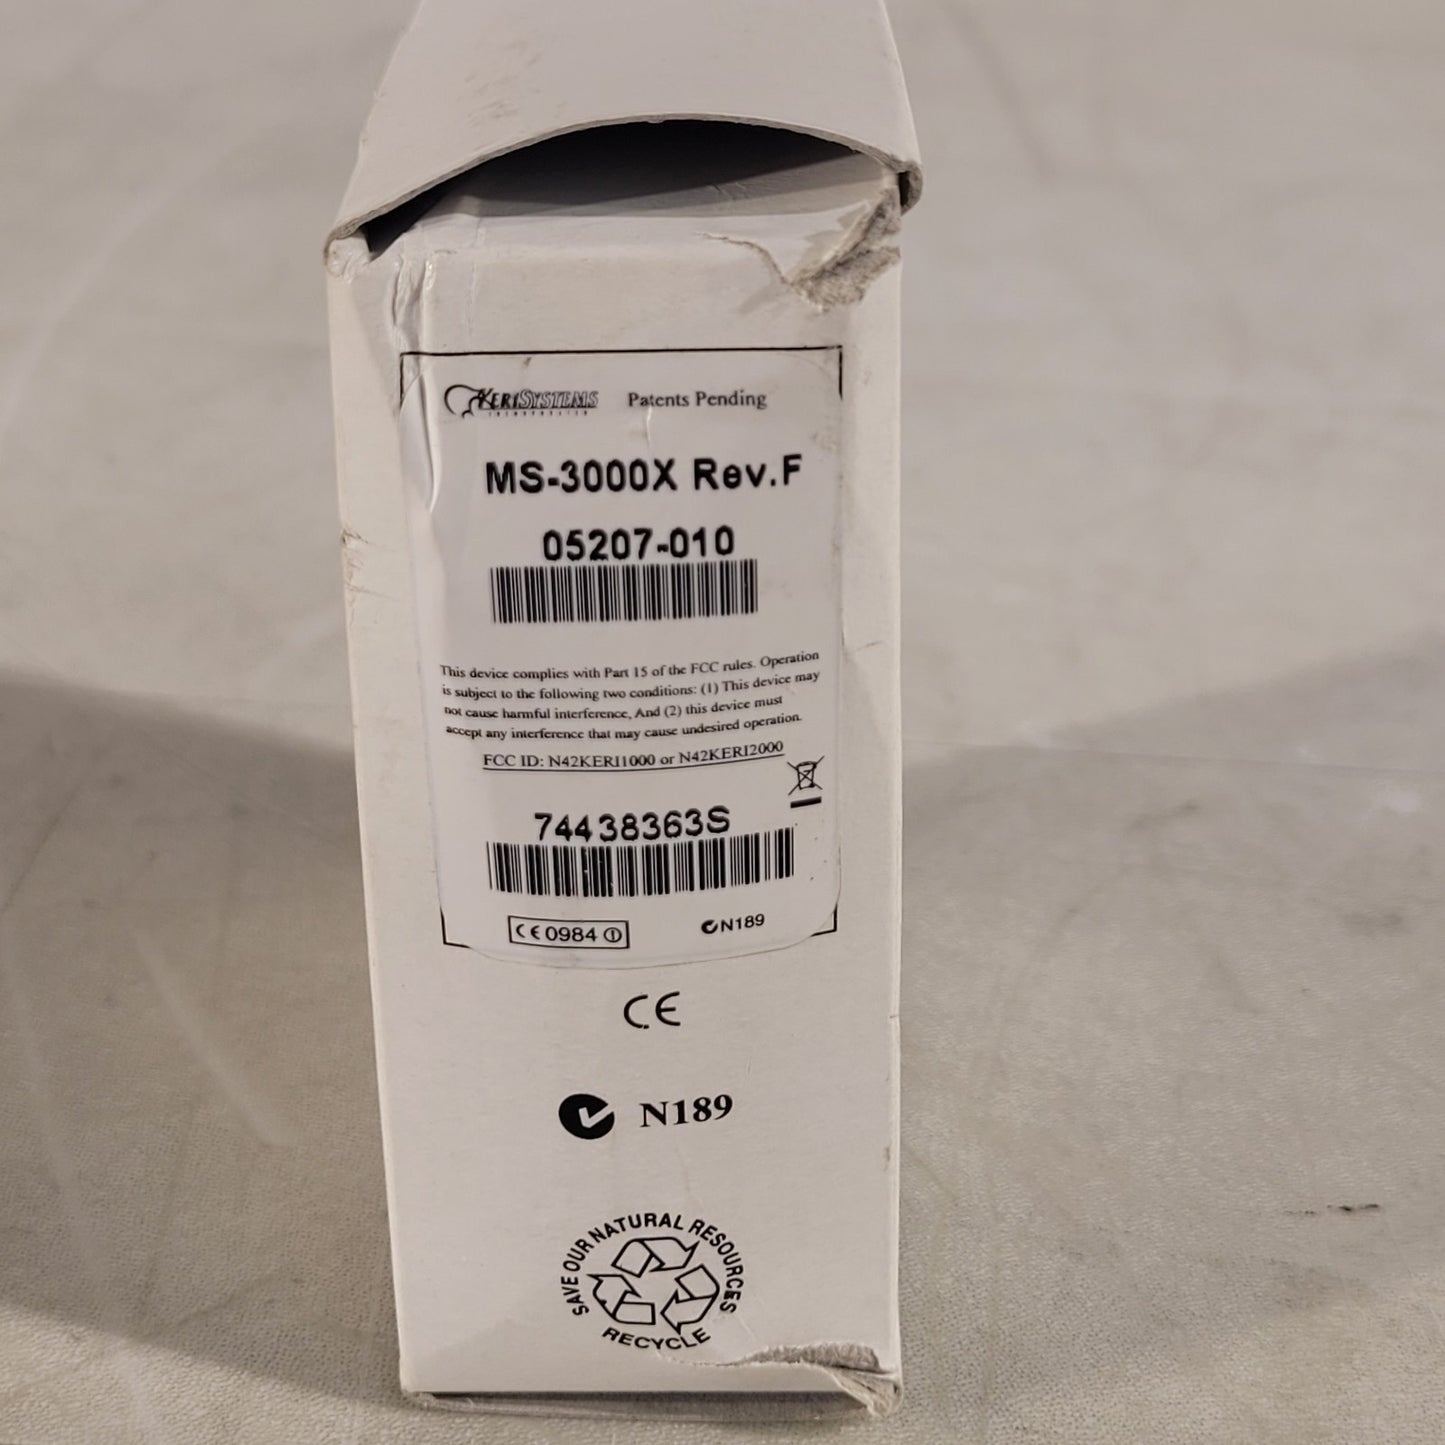 KERISYSTEMS Patents Pending
INCORPORATED
MS-3000X Rev.F
05207-010
This device complies with Part 15 of the FCC rules. Operation
is subject to the following two conditions: (1) This device may
not cause harmful interference, And (2) this device must
accept any interference that may cause undesired operation.
FCC ID: N42KERI1000 or N42KERI2000
74438363S
CE0984 N189
CE
N189
SAVE OUR NATURAL RESOURCES
RECYCLE